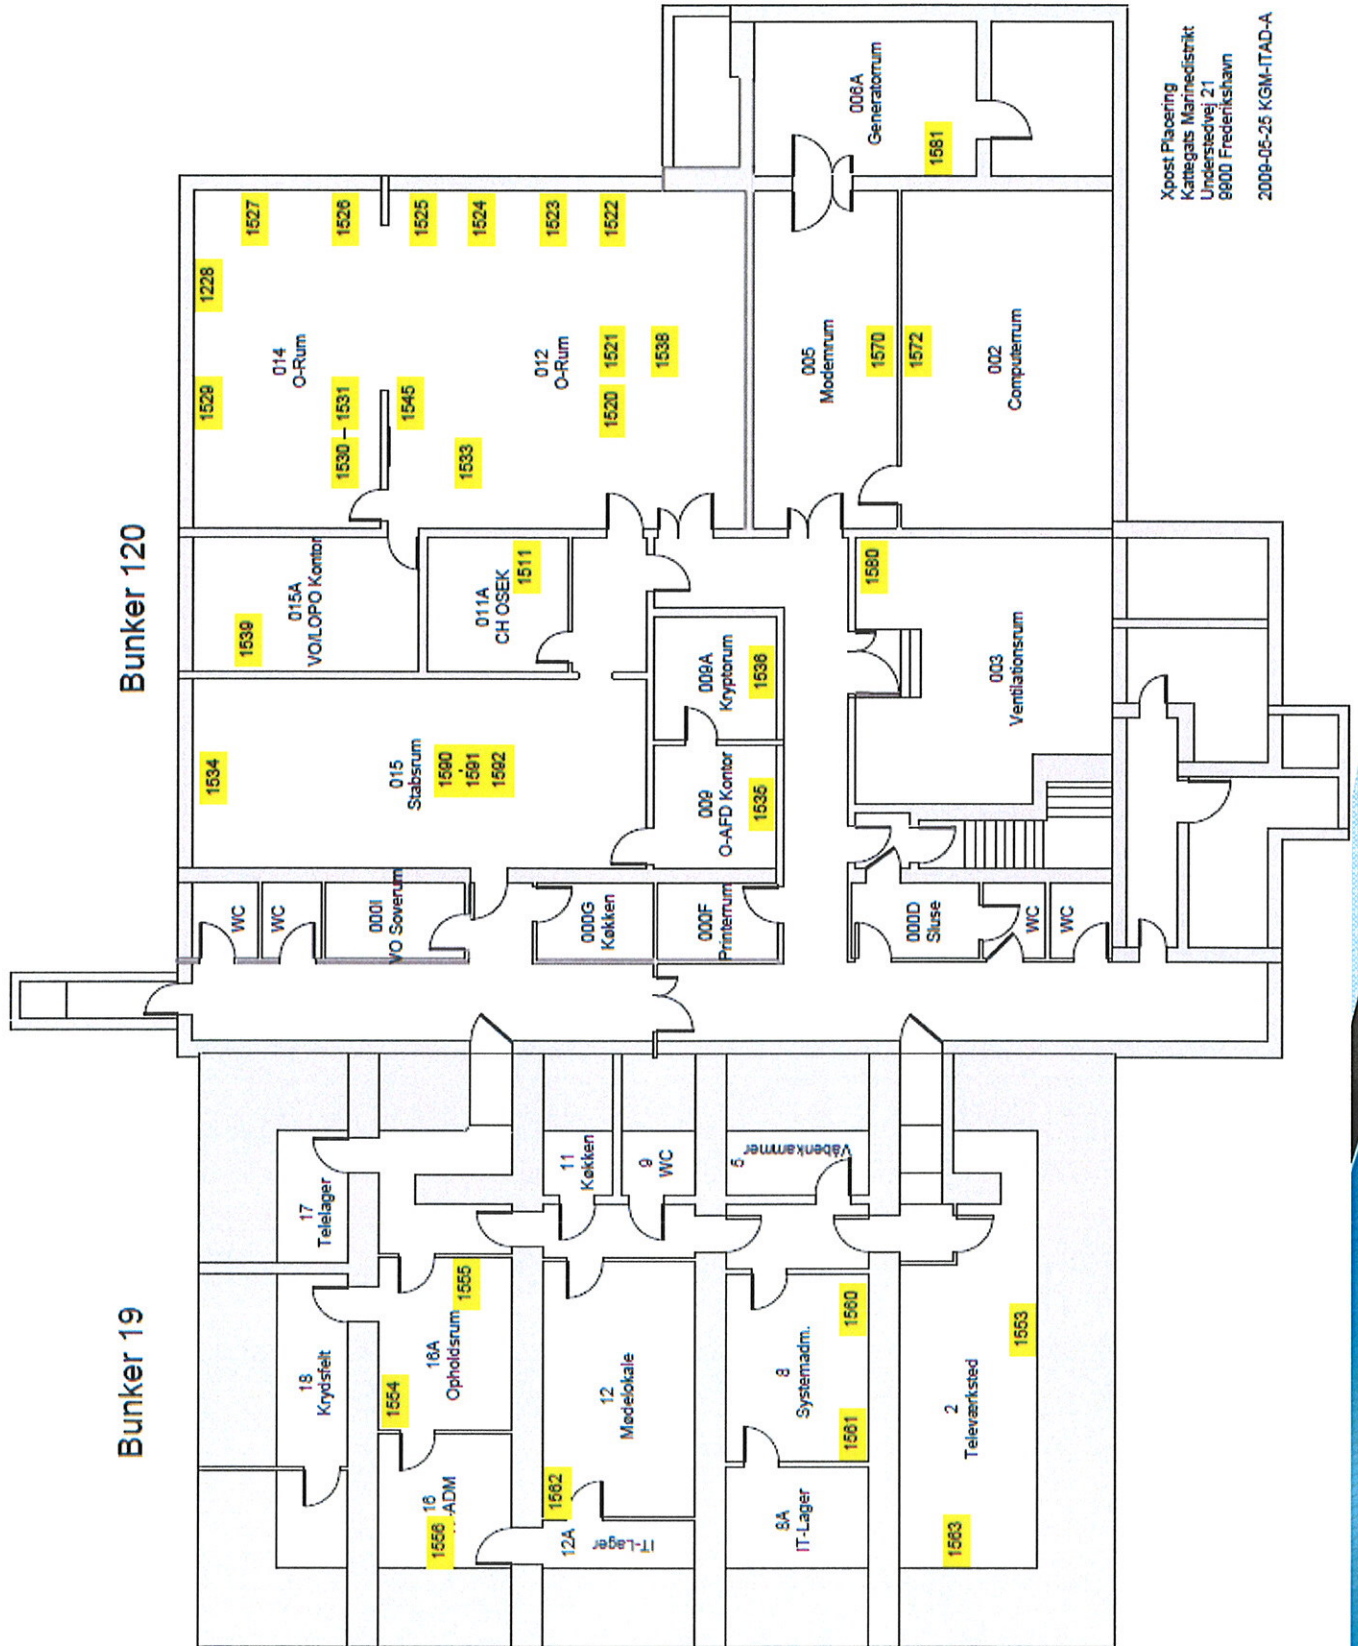 Bunker 19
Bunker 120
17
Telelager
18
Krydsfelt
1554
16A
Opholdsrum
1555
16
-ADM
1556
11
Køkken
9
WC
12
Mødelokale
1562
12A
IT-Lager
5
Våbenkammer
8
Systemadm.
1560
1561
8A
IT-Lager
2
Televærksted
1553
1563
WC
WC
000I
VO Soverum
000G
Køkken
000F
Printerrum
000D
Sluse
WC
WC
1534
015
Stabsrum
1590
1591
1592
009
O-AFD Kontor
1535
009A
Kryptorum
1536
1539
015A
VO/LOPO Kontor
011A
CH OSEK
1511
1580
003
Ventilationsrum
1529
1228
1527
014
O-Rum
1530
1531
1526
1545
1525
1533
1524
012
O-Rum
1523
1520
1521
1522
1538
005
Modemrum
1570
1572
002
Computerrum
006A
Generatorrum
1581
Xpost Placering
Kattegats Marinedistrikt
Understedvej 21
9900 Frederikshavn
2009-05-25 KGM-ITAD-A